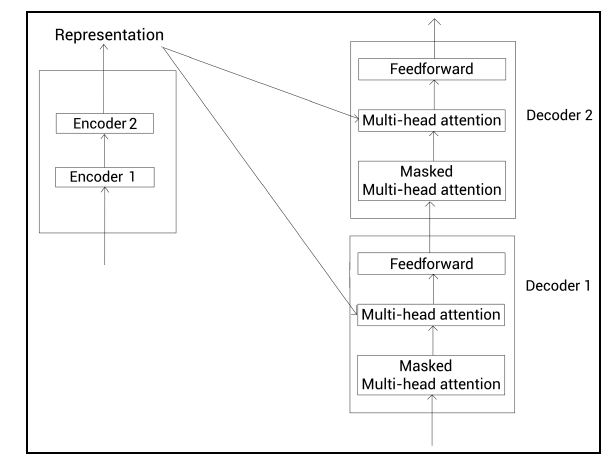 Representation
Encoder 2
Encoder 1
Feedforward
Multi-head attention
Masked
Multi-head attention
Decoder 2
Feedforward
Multi-head attention
Masked
Multi-head attention
Decoder 1